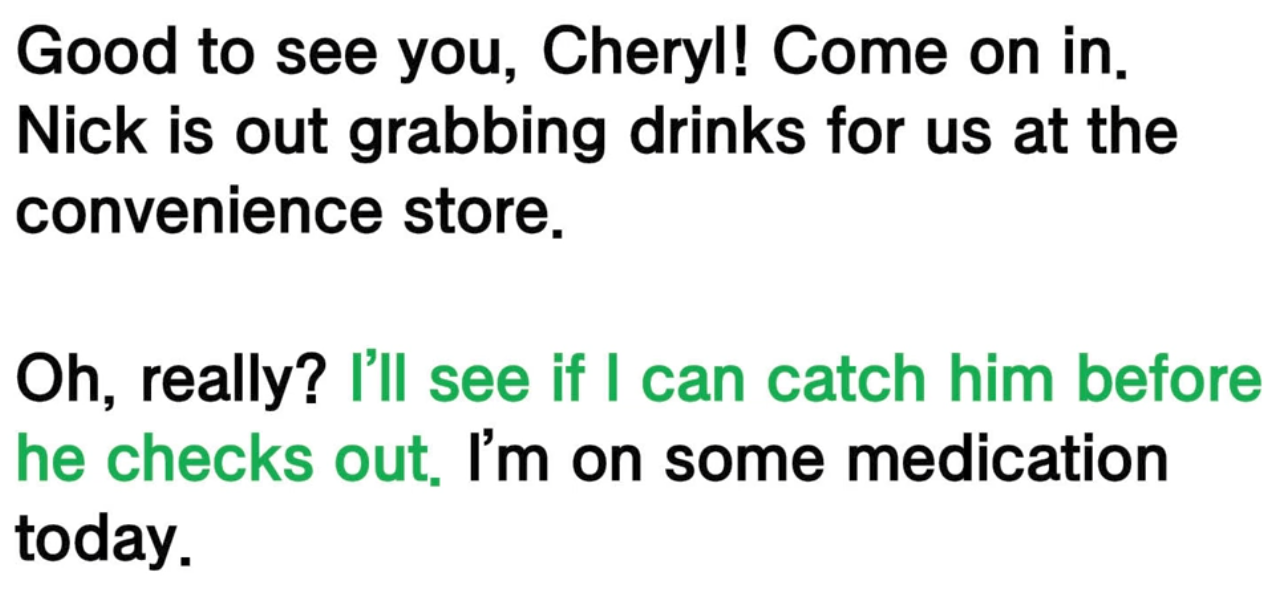 Good to see you, Cheryl! Come on in.
Nick is out grabbing drinks for us at the
convenience store.
Oh, really? I'll see if I can catch him before
he checks out. I'm on some medication
today.